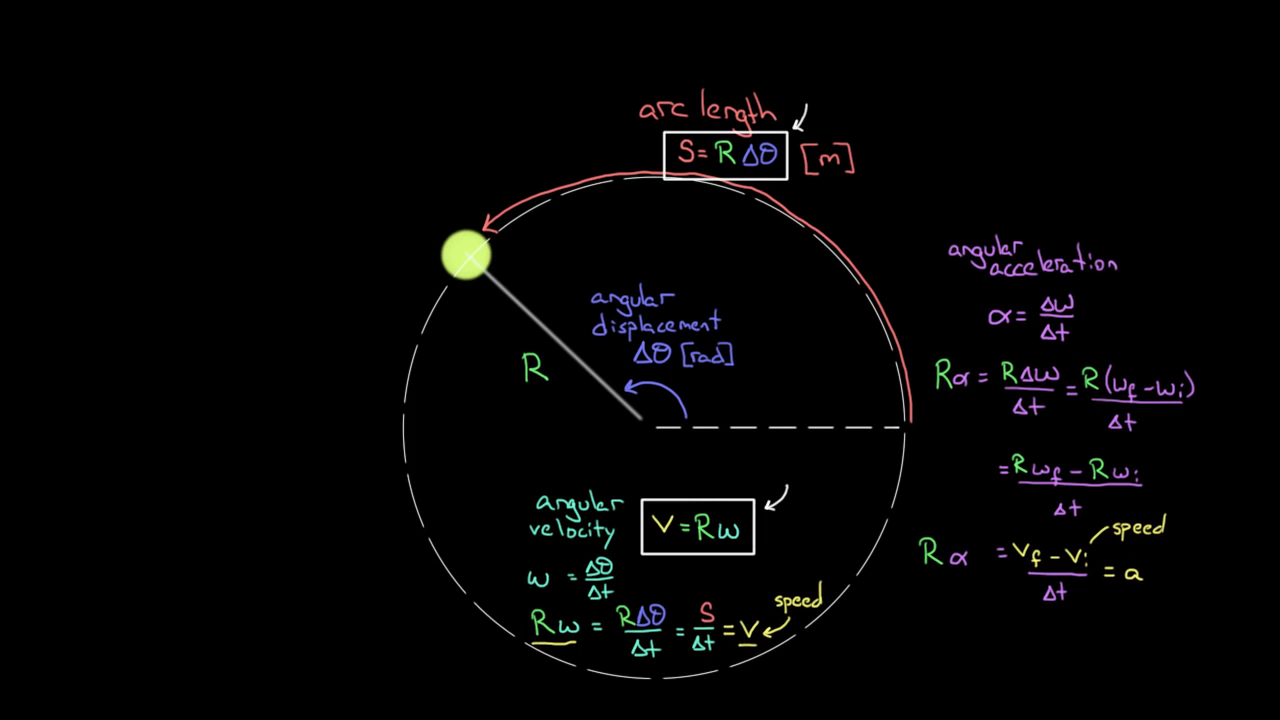 arc length
S = R Δθ [m]
angular
displacement
Δθ [rad]
R
angular
velocity
V = Rω
ω = Δθ/Δt
Rω = RΔθ/Δt = S/Δt = V
speed
angular
acceleration
α = Δω/Δt
Rα = RΔω/Δt = R(ωf - ωi)/Δt
= Rωf - Rωi/Δt
speed
Rα = Vf - Vi/Δt = a